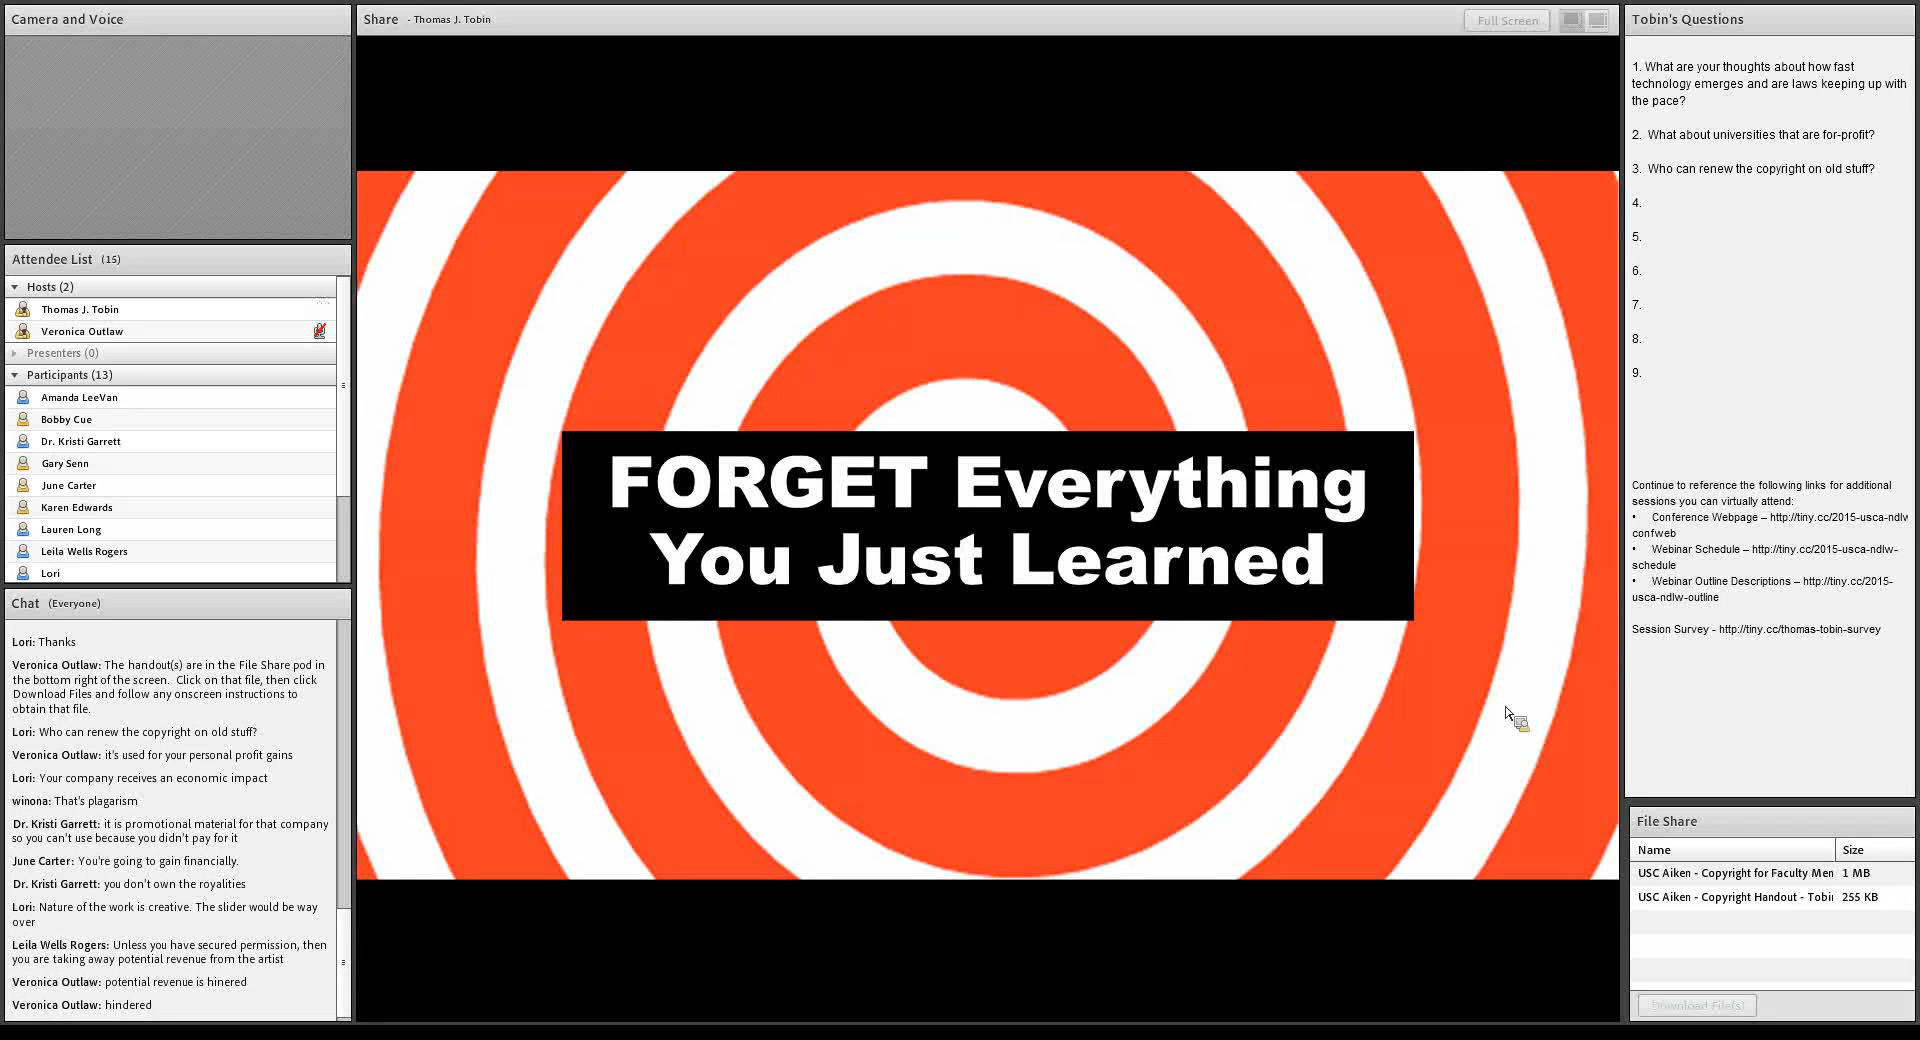 Camera and Voice
Attendee List (15)
Hosts (2)
Thomas J. Tobin
Veronica Outlaw
Presenters (0)
Participants (13)
Amanda LeeVan
Bobby Cue
Dr. Kristi Garrett
Gary Senn
June Carter
Karen Edwards
Lauren Long
Leila Wells Rogers
Lori
Chat (Everyone)
Lori: Thanks
Veronica Outlaw: The handout(s) are in the File Share pod in
the bottom right of the screen. Click on that file, then click
Download Files and follow any onscreen instructions to
obtain that file.
Lori: Who can renew the copyright on old stuff?
Veronica Outlaw: it's used for your personal profit gains
Lori: Your company receives an economic impact
winona: That's plagarism
Dr. Kristi Garrett: it is promotional material for that company
so you can't use because you didn't pay for it
June Carter: You're going to gain financially.
Dr. Kristi Garrett: you don't own the royalities
Lori: Nature of the work is creative. The slider would be way
over
Leila Wells Rogers: Unless you have secured permission, then
you are taking away potential revenue from the artist
Veronica Outlaw: potential revenue is hinered
Veronica Outlaw: hindered
Share - Thomas J. Tobin
Full Screen
FORGET Everything
You Just Learned
Tobin's Questions
1. What are your thoughts about how fast
technology emerges and are laws keeping up with
the pace?
2. What about universities that are for-profit?
3. Who can renew the copyright on old stuff?
4.
5.
6.
7.
8.
9.
Continue to reference the following links for additional
sessions you can virtually attend:
• Conference Webpage – http://tiny.cc/2015-usca-ndlw-
confweb
• Webinar Schedule – http://tiny.cc/2015-usca-ndlw-
schedule
• Webinar Outline Descriptions – http://tiny.cc/2015-
usca-ndlw-outline
Session Survey - http://tiny.cc/thomas-tobin-survey
File Share
Name Size
USC Aiken - Copyright for Faculty Men 1 MB
USC Aiken - Copyright Handout - Tobin 255 KB
Download File(s)